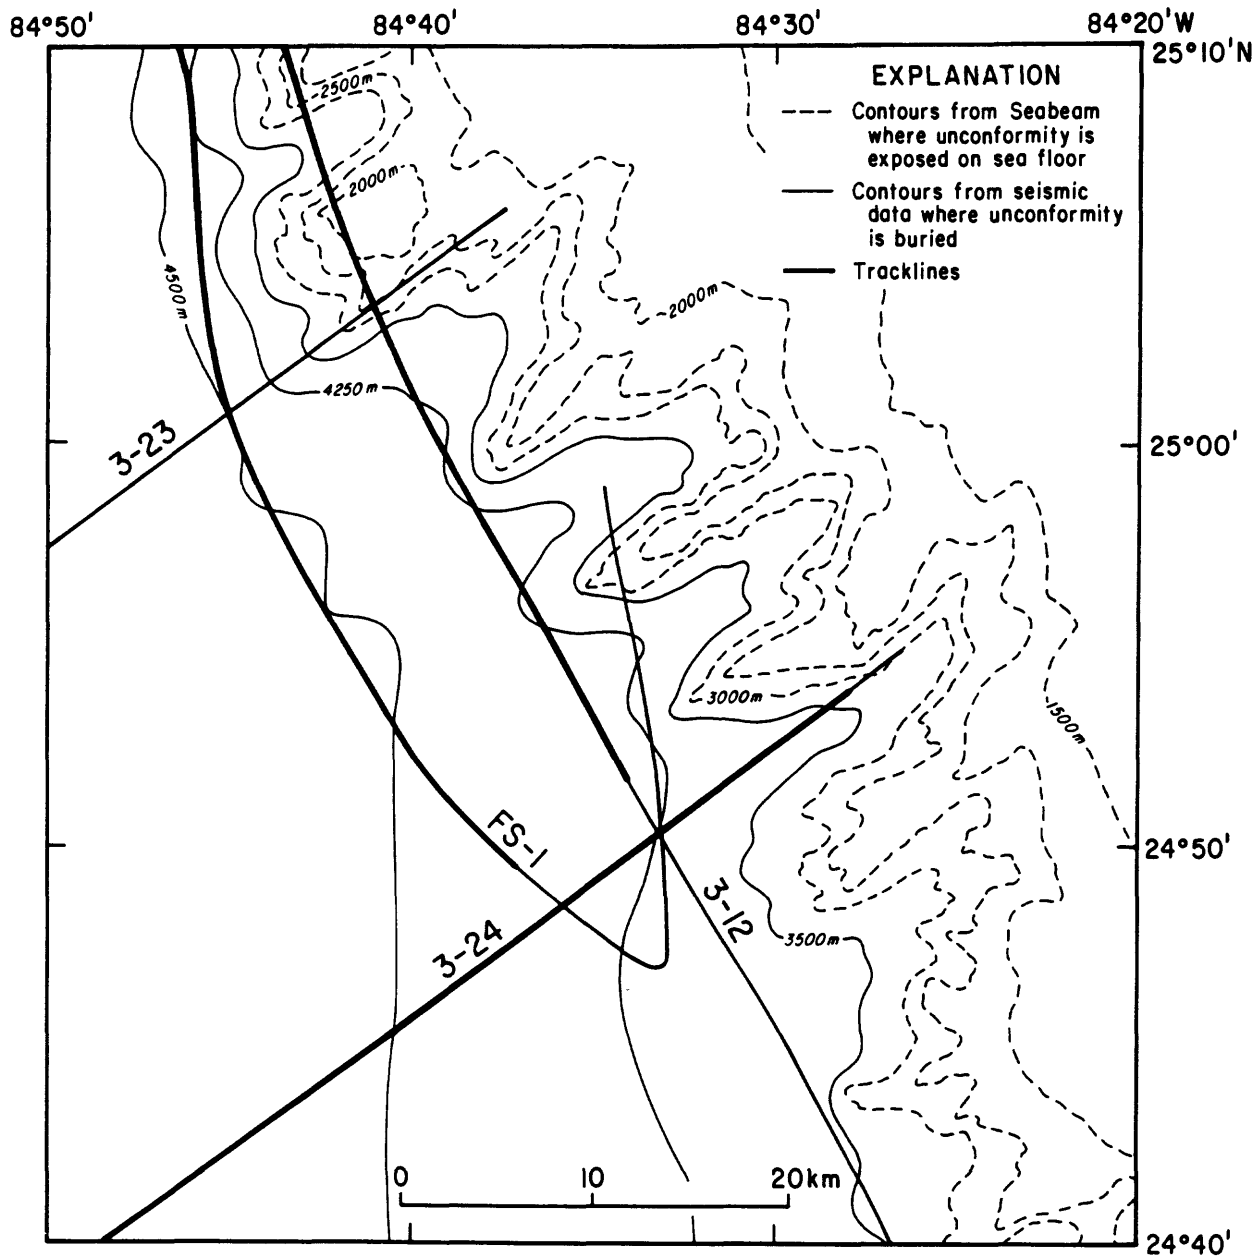 84°50'
84°40'
84°30'
84°20'W
25°10'N
EXPLANATION
Contours from Seabeam
where unconformity is
exposed on sea floor
Contours from seismic
data where unconformity
is buried
Tracklines
2500m
2000m
4500m
2000m
4250m
3-23
25°00'
3000m
1500m
FS-1
24°50'
3-12
3-24
3500m
0 10 20km
24°40'